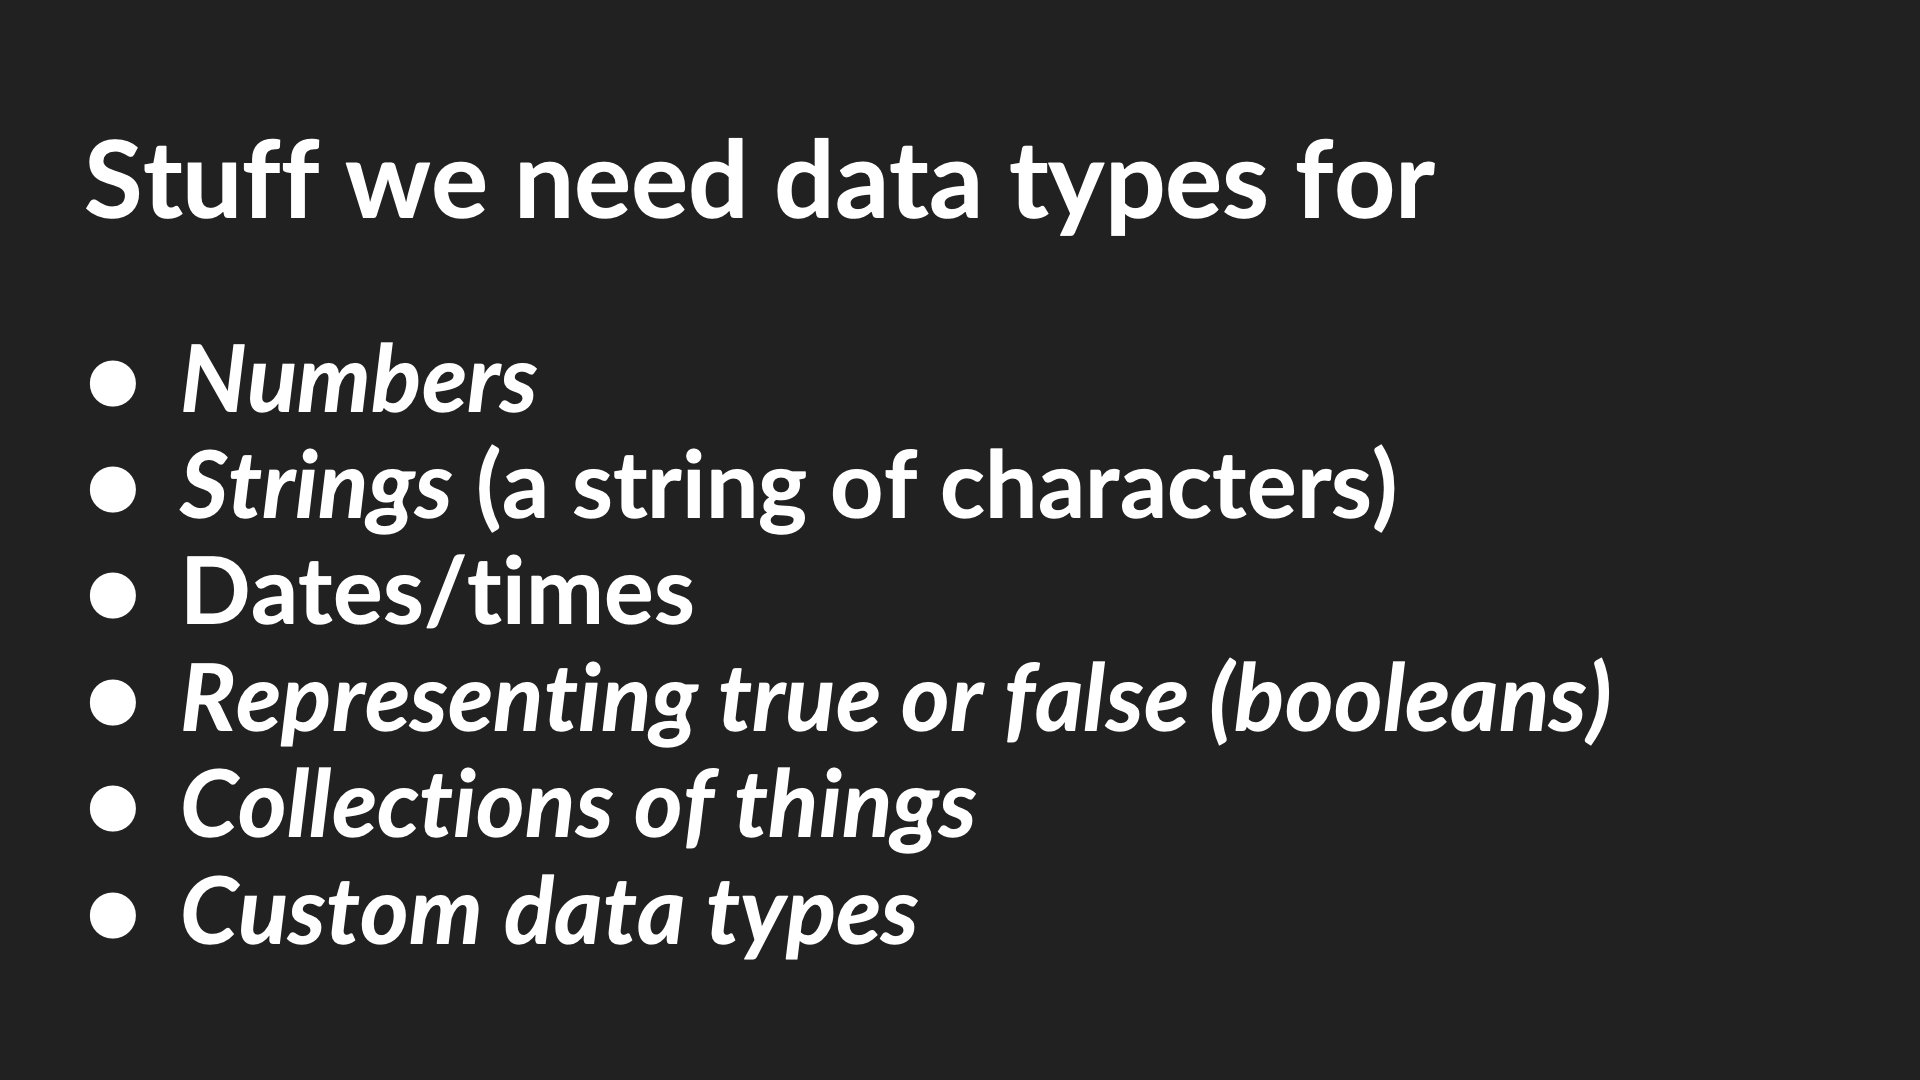 Stuff we need data types for
● Numbers
● Strings (a string of characters)
● Dates/times
● Representing true or false (booleans)
● Collections of things
● Custom data types